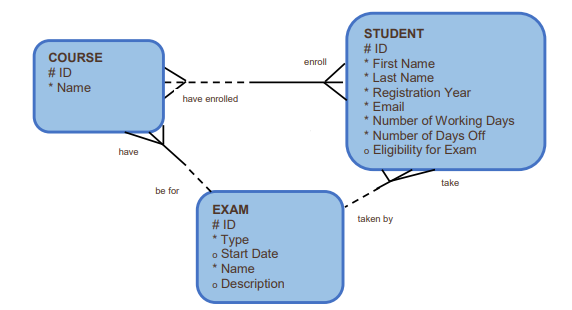 COURSE
# ID
* Name
enroll
have enrolled
STUDENT
# ID
* First Name
* Last Name
* Registration Year
* Email
* Number of Working Days
* Number of Days Off
o Eligibility for Exam
have
be for
EXAM
# ID
* Type
o Start Date
* Name
o Description
take
taken by